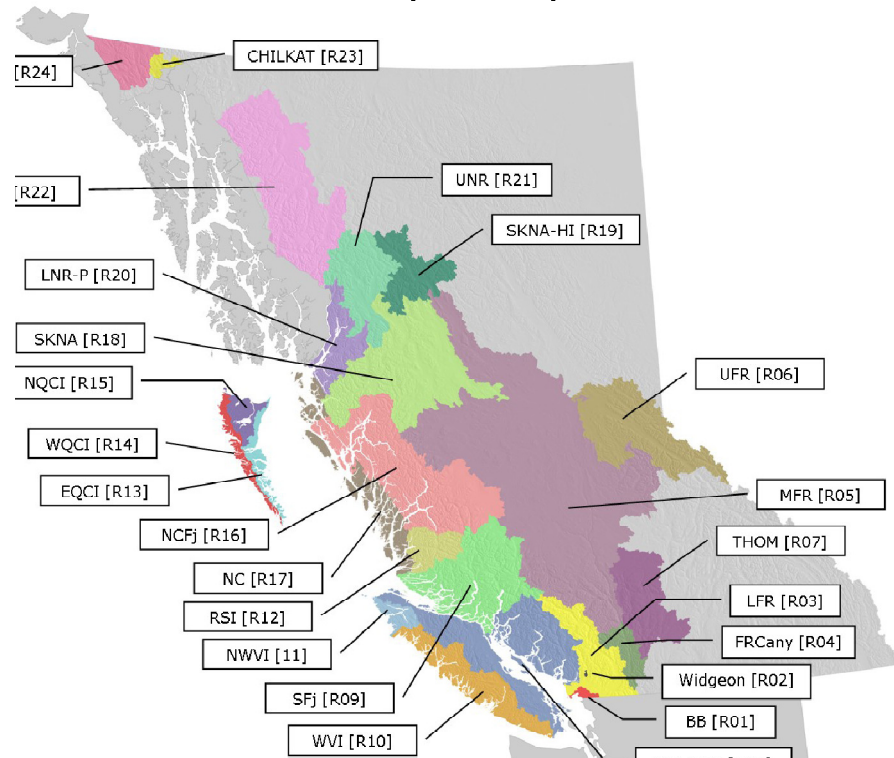 CHILKAT [R23]
[R24]
UNR [R21]
[R22]
SKNA-HI [R19]
LNR-P [R20]
SKNA [R18]
UFR [R06]
NQCI [R15]
WQCI [R14]
EQCI [R13]
MFR [R05]
NCFj [R16]
THOM [R07]
NC [R17]
LFR [R03]
RSI [R12]
FRCany [R04]
NWVI [11]
Widgeon [R02]
SFj [R09]
BB [R01]
WVI [R10]